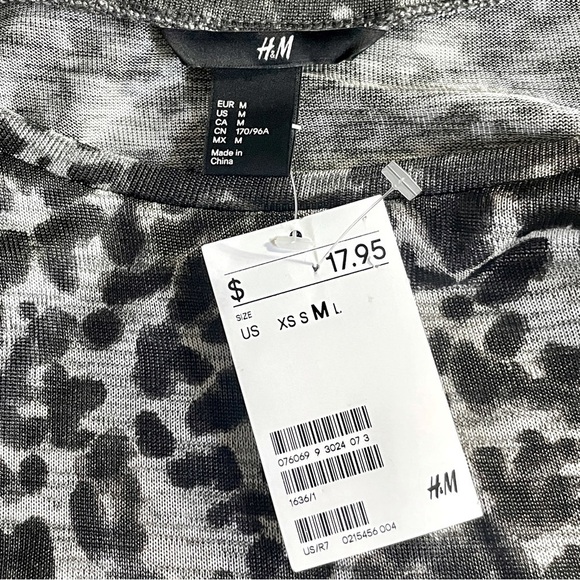 H&M
EUR M
US M
CA M
CN 170/96A
MX M
Made in
China
$ 17.95
SIZE
US XS S M L
076069 9 3024 07 3
1636/1
H&M
US/R7 0215456 004